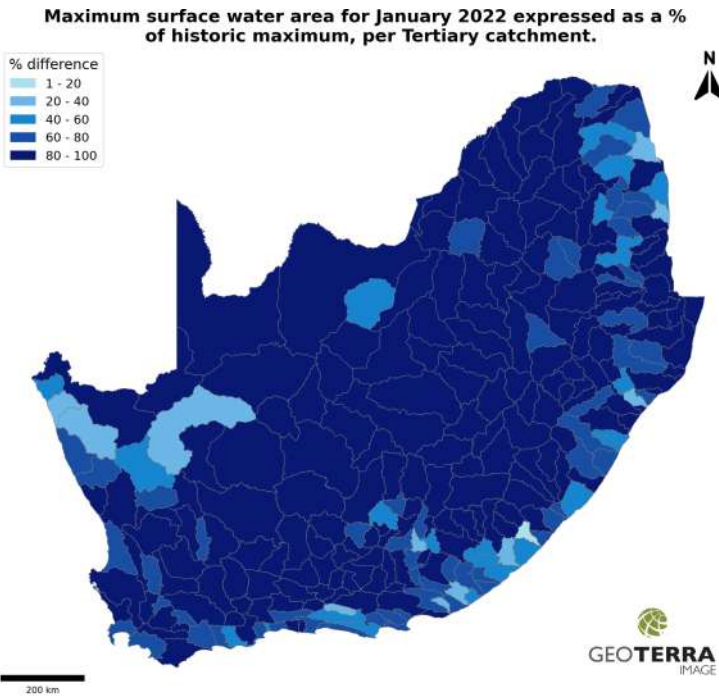 Maximum surface water area for January 2022 expressed as a %
of historic maximum, per Tertiary catchment.
% difference
1 - 20
20 - 40
40 - 60
60 - 80
80 - 100
N
GEOTERRA
IMAGE
200 km